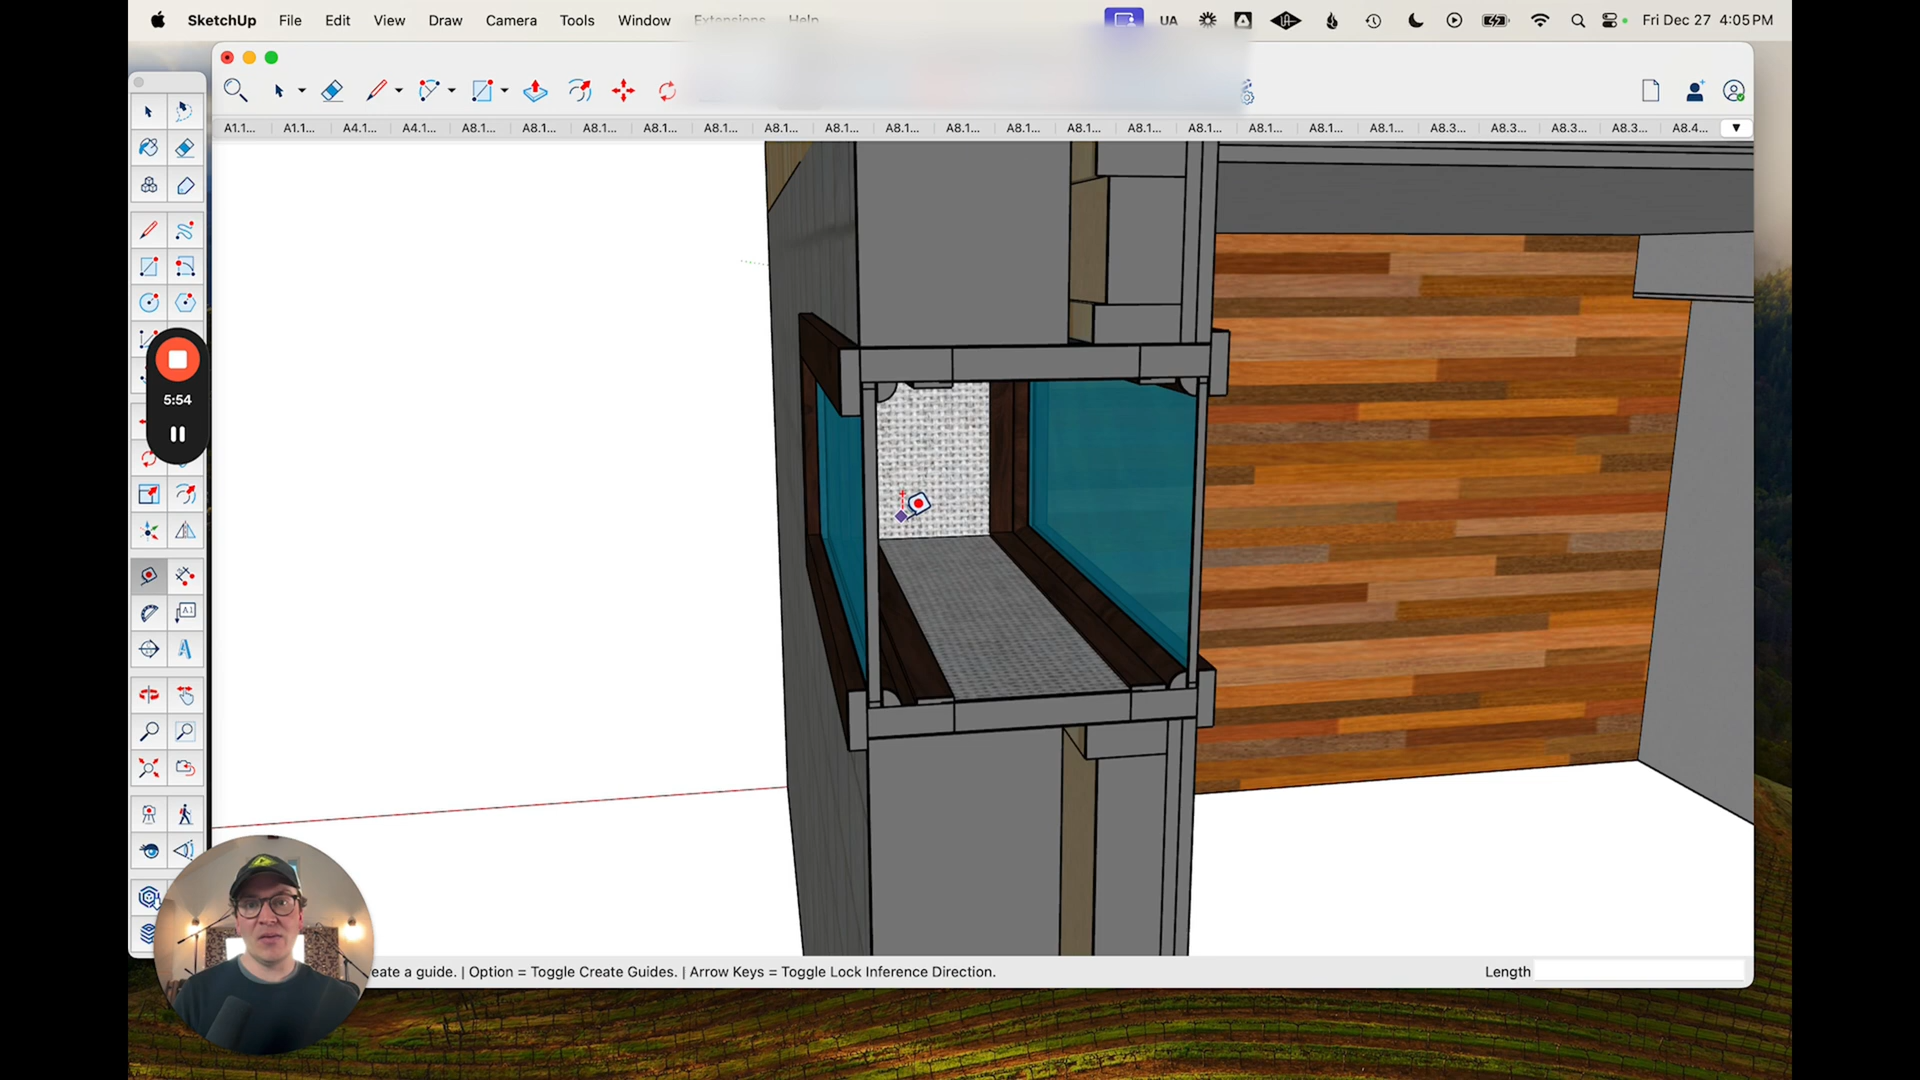 SketchUp File Edit View Draw Camera Tools Window Extensions Help UA Fri Dec 27 4:05 PM
A1.1... A1.1... A4.1... A4.1... A8.1... A8.1... A8.1... A8.1... A8.1... A8.1... A8.1... A8.1... A8.1... A8.1... A8.1... A8.1... A8.1... A8.1... A8.1... A8.1... A8.3... A8.3... A8.3... A8.3... A8.4...
5:54
A1
A
eate a guide. | Option = Toggle Create Guides. | Arrow Keys = Toggle Lock Inference Direction. Length